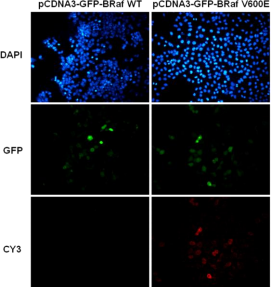 pCDNA3-GFP-BRaf WT pCDNA3-GFP-BRaf V600E
DAPI
GFP
CY3